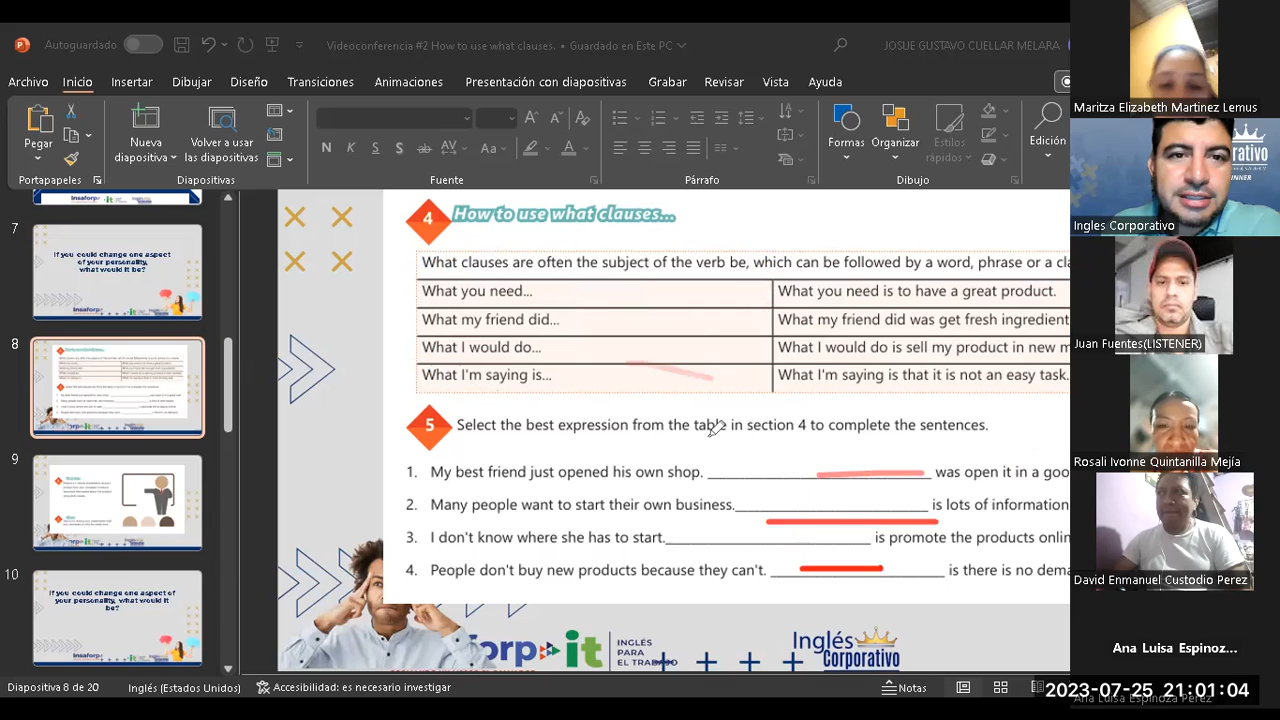 Autoguardado
Videoconferencia #2 How to use what clauses. • Guardado en Este PC
JOSUE GUSTAVO CUELLAR MELARA
Archivo Inicio Insertar Dibujar Diseño Transiciones Animaciones Presentación con diapositivas Grabar Revisar Vista Ayuda
Pegar
Nueva diapositiva
Volver a usar las diapositivas
Formas
Organizar
Estilos rápidos
Edición
Portapapeles
Diapositivas
Fuente
Párrafo
Dibujo
7
If you could change one aspect
of your personality,
what would it be?
8
9
10
If you could change one aspect
of your personality, what would it
be?
4 How to use what clauses...
What clauses are often the subject of the verb be, which can be followed by a word, phrase or a cla
What you need... What you need is to have a great product.
What my friend did... What my friend did was get fresh ingredient
What I would do... What I would do is sell my product in new m
What I'm saying is... What I'm saying is that it is not an easy task.
5 Select the best expression from the table in section 4 to complete the sentences.
1. My best friend just opened his own shop, ____ was open it in a goo
2. Many people want to start their own business.____ is lots of information
3. I don't know where she has to start.____ is promote the products onlin
4. People don't buy new products because they can't. ____ is there is no dema
INGLÉS
PARA
EL TRABAJO
Inglés
Corporativo
Diapositiva 8 de 20
Inglés (Estados Unidos)
Accesibilidad: es necesario investigar
Notas
Maritza Elizabeth Martinez Lemus
Ingles Corporativo
Juan Fuentes(LISTENER)
Rosali Ivonne Quintanilla Mejía
David Enmanuel Custodio Perez
Ana Luisa Espinoz...
Ana Luisa Espinoza Perez
2023-07-25 21:01:04